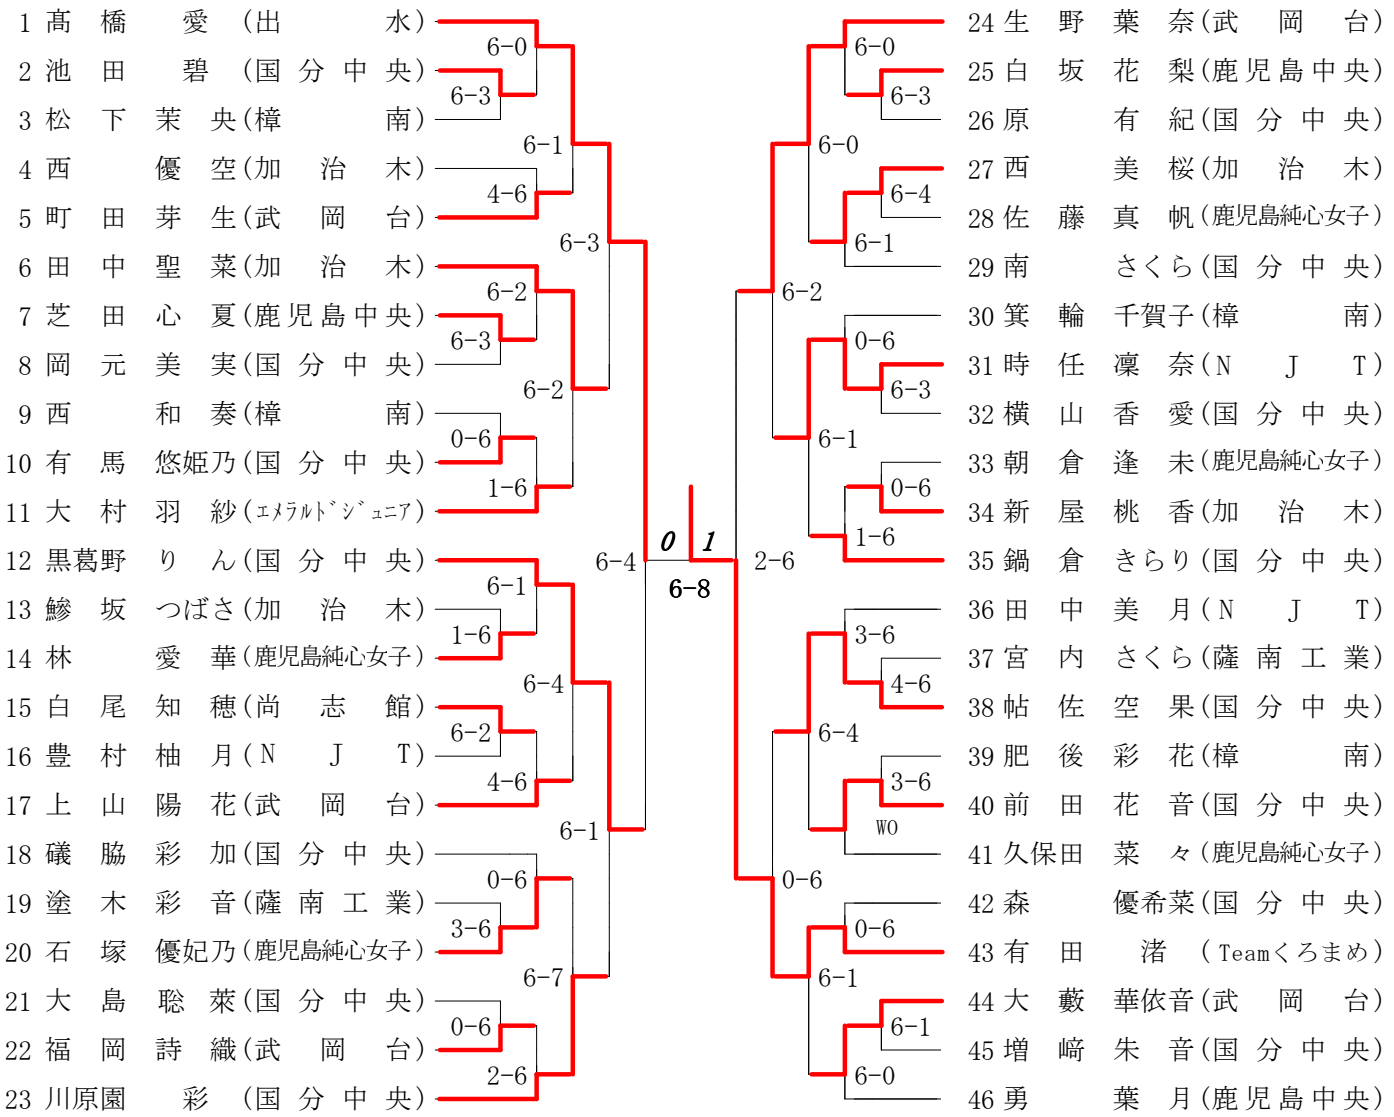 1 髙橋 愛 (出水)
2 池田 碧 (国分中央)
3 松下 茉央 (樟南)
4 西 優空 (加治木)
5 町田 芽生 (武岡台)
6 田中 聖菜 (加治木)
7 芝田 心夏 (鹿児島中央)
8 岡元 美実 (国分中央)
9 西 和奏 (樟南)
10 有馬 悠姫乃 (国分中央)
11 大村 羽紗 (エメラルドジュニア)
12 黒葛野 りん (国分中央)
13 鰺坂 つばさ (加治木)
14 林 愛華 (鹿児島純心女子)
15 白尾 知穂 (尚志館)
16 豊村 柚月 (NJT)
17 上山 陽花 (武岡台)
18 礒脇 彩加 (国分中央)
19 塗木 彩音 (薩南工業)
20 石塚 優妃乃 (鹿児島純心女子)
21 大島 聡莱 (国分中央)
22 福岡 詩織 (武岡台)
23 川原園 彩 (国分中央)
6-0
6-3
4-6
6-2
6-3
0-6
1-6
6-1
1-6
6-2
4-6
0-6
3-6
0-6
2-6
6-1
6-2
6-4
6-7
6-3
6-1
6-4
0 1
6-8
2-6
6-2
0-6
6-0
6-1
6-4
6-1
6-0
6-3
6-4
6-1
0-6
6-3
0-6
1-6
3-6
4-6
3-6
WO
0-6
6-1
6-0
24 生野 葉奈 (武岡台)
25 白坂 花梨 (鹿児島中央)
26 原 有紀 (国分中央)
27 西 美桜 (加治木)
28 佐藤 真帆 (鹿児島純心女子)
29 南 さくら (国分中央)
30 箕輪 千賀子 (樟南)
31 時任 凜奈 (NJT)
32 横山 香愛 (国分中央)
33 朝倉 逢未 (鹿児島純心女子)
34 新屋 桃香 (加治木)
35 鍋倉 きらり (国分中央)
36 田中 美月 (NJT)
37 宮内 さくら (薩南工業)
38 帖佐 空果 (国分中央)
39 肥後 彩花 (樟南)
40 前田 花音 (国分中央)
41 久保田 菜々 (鹿児島純心女子)
42 森 優希菜 (国分中央)
43 有田 渚 (Teamくろまめ)
44 大藪 華依音 (武岡台)
45 増﨑 朱音 (国分中央)
46 勇 葉月 (鹿児島中央)